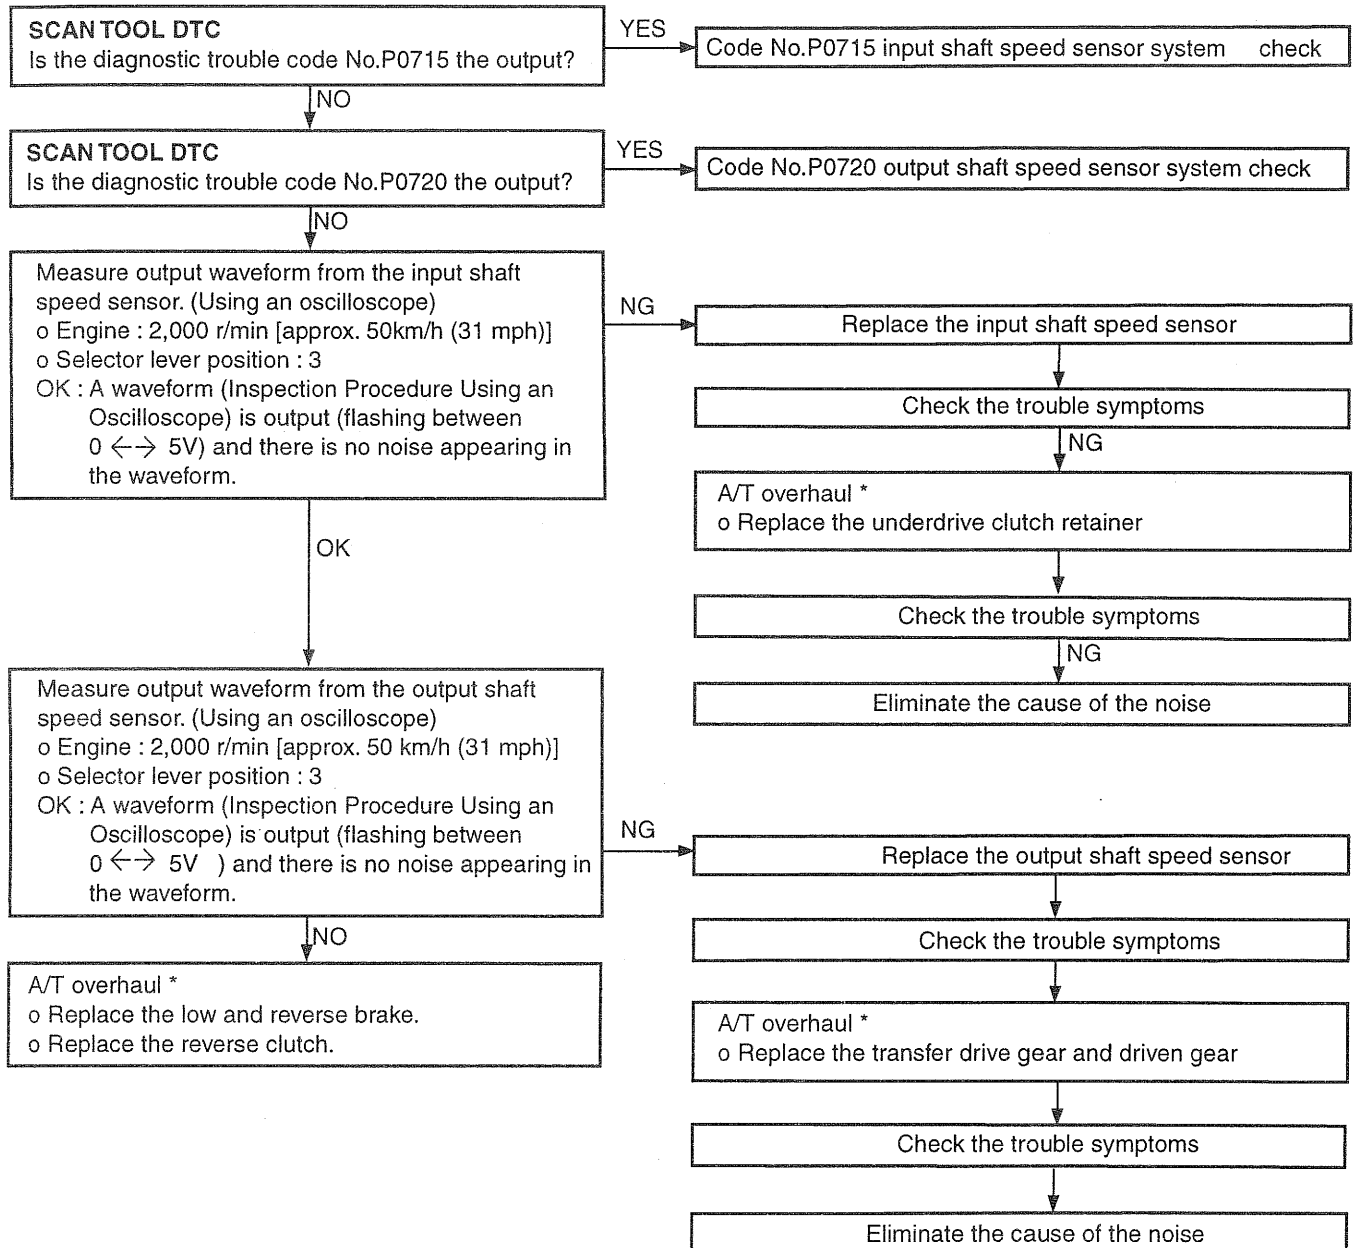 SCAN TOOL DTC
Is the diagnostic trouble code No.P0715 the output?
YES
Code No.P0715 input shaft speed sensor system check
NO
SCAN TOOL DTC
Is the diagnostic trouble code No.P0720 the output?
YES
Code No.P0720 output shaft speed sensor system check
NO
Measure output waveform from the input shaft
speed sensor. (Using an oscilloscope)
o Engine : 2,000 r/min [approx. 50km/h (31 mph)]
o Selector lever position : 3
OK : A waveform (Inspection Procedure Using an
Oscilloscope) is output (flashing between
0 <--> 5V) and there is no noise appearing in
the waveform.
NG
Replace the input shaft speed sensor
Check the trouble symptoms
NG
A/T overhaul *
o Replace the underdrive clutch retainer
Check the trouble symptoms
NG
Eliminate the cause of the noise
OK
Measure output waveform from the output shaft
speed sensor. (Using an oscilloscope)
o Engine : 2,000 r/min [approx. 50 km/h (31 mph)]
o Selector lever position : 3
OK : A waveform (Inspection Procedure Using an
Oscilloscope) is output (flashing between
0 <--> 5V ) and there is no noise appearing in
the waveform.
NG
Replace the output shaft speed sensor
Check the trouble symptoms
A/T overhaul *
o Replace the transfer drive gear and driven gear
Check the trouble symptoms
Eliminate the cause of the noise
NO
A/T overhaul *
o Replace the low and reverse brake.
o Replace the reverse clutch.